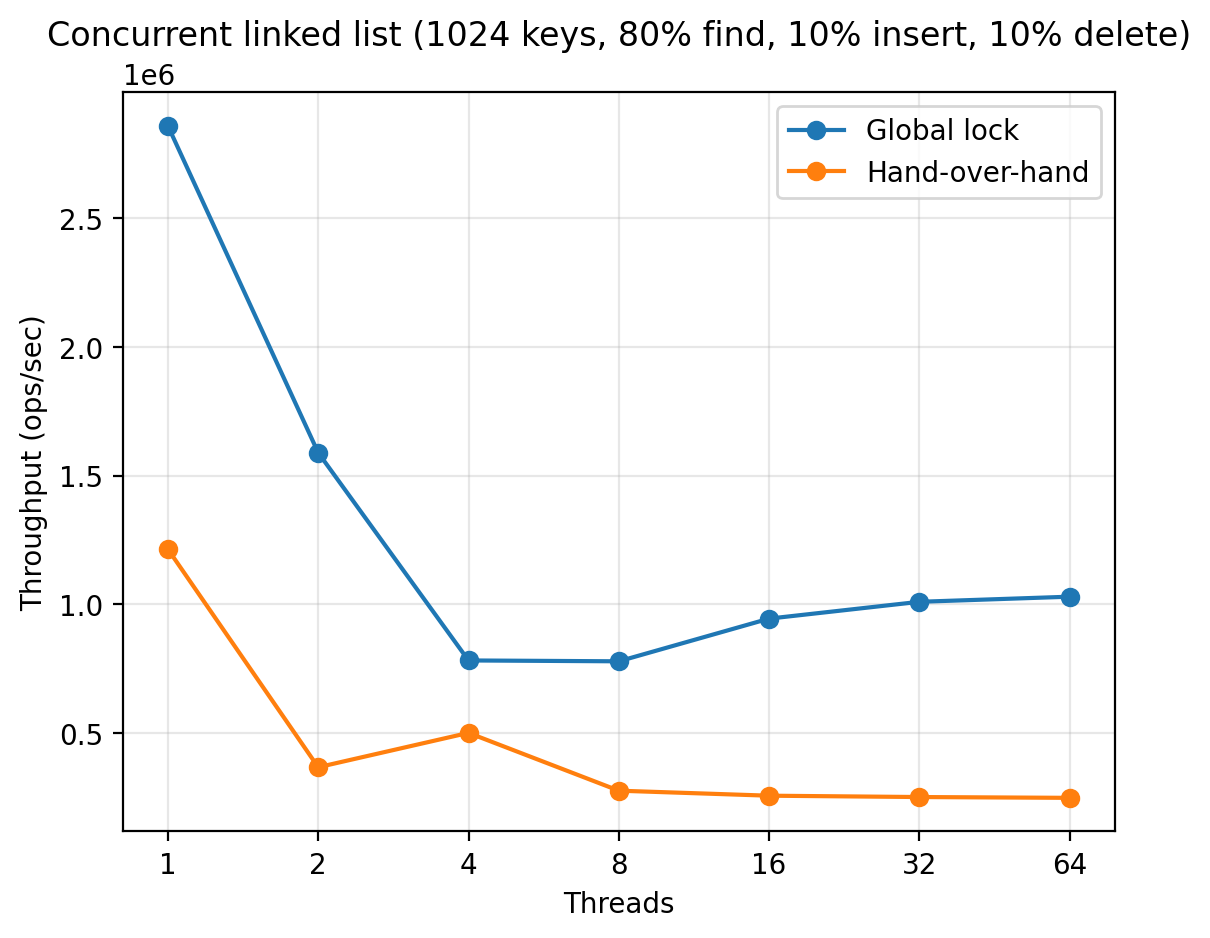 Concurrent linked list (1024 keys, 80% find, 10% insert, 10% delete)
1e6
Global lock
Hand-over-hand
2.5
2.0
1.5
1.0
0.5
Throughput (ops/sec)
1 2 4 8 16 32 64
Threads